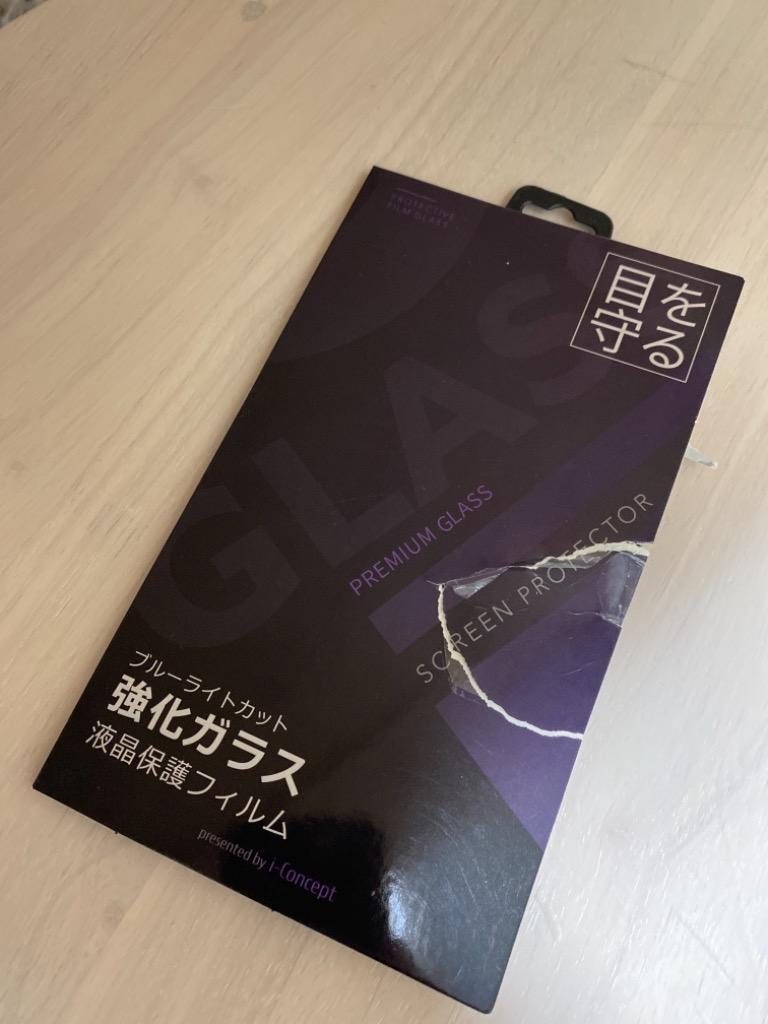 PROTECTIVE
FILM GLASS
目を
守る
GLASS
PREMIUM GLASS
SCREEN PROTECTOR
ブルーライトカット
強化ガラス
液晶保護フィルム
presented by i-Concept